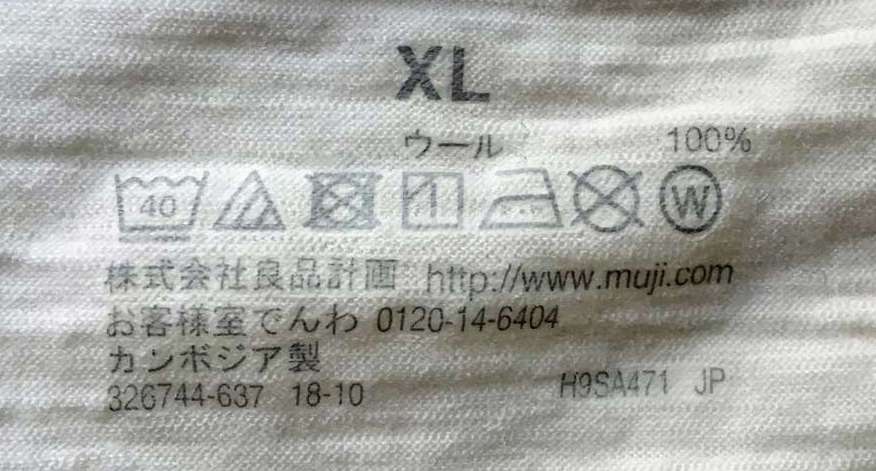 XL
ウール 100%
40 W
株式会社良品計画 http://www.muji.com
お客様室でんわ 0120-14-6404
カンボジア製
326744-637 18-10 H9SA471 JP